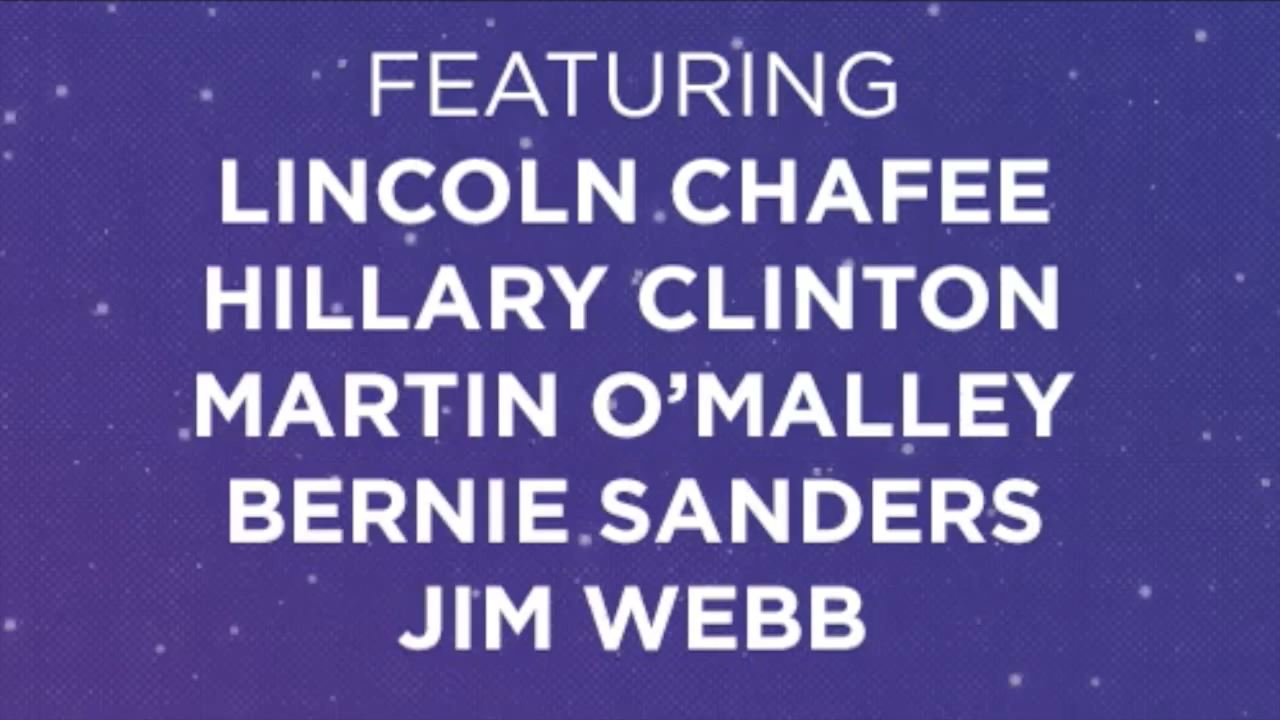 FEATURING
LINCOLN CHAFEE
HILLARY CLINTON
MARTIN O’MALLEY
BERNIE SANDERS
JIM WEBB